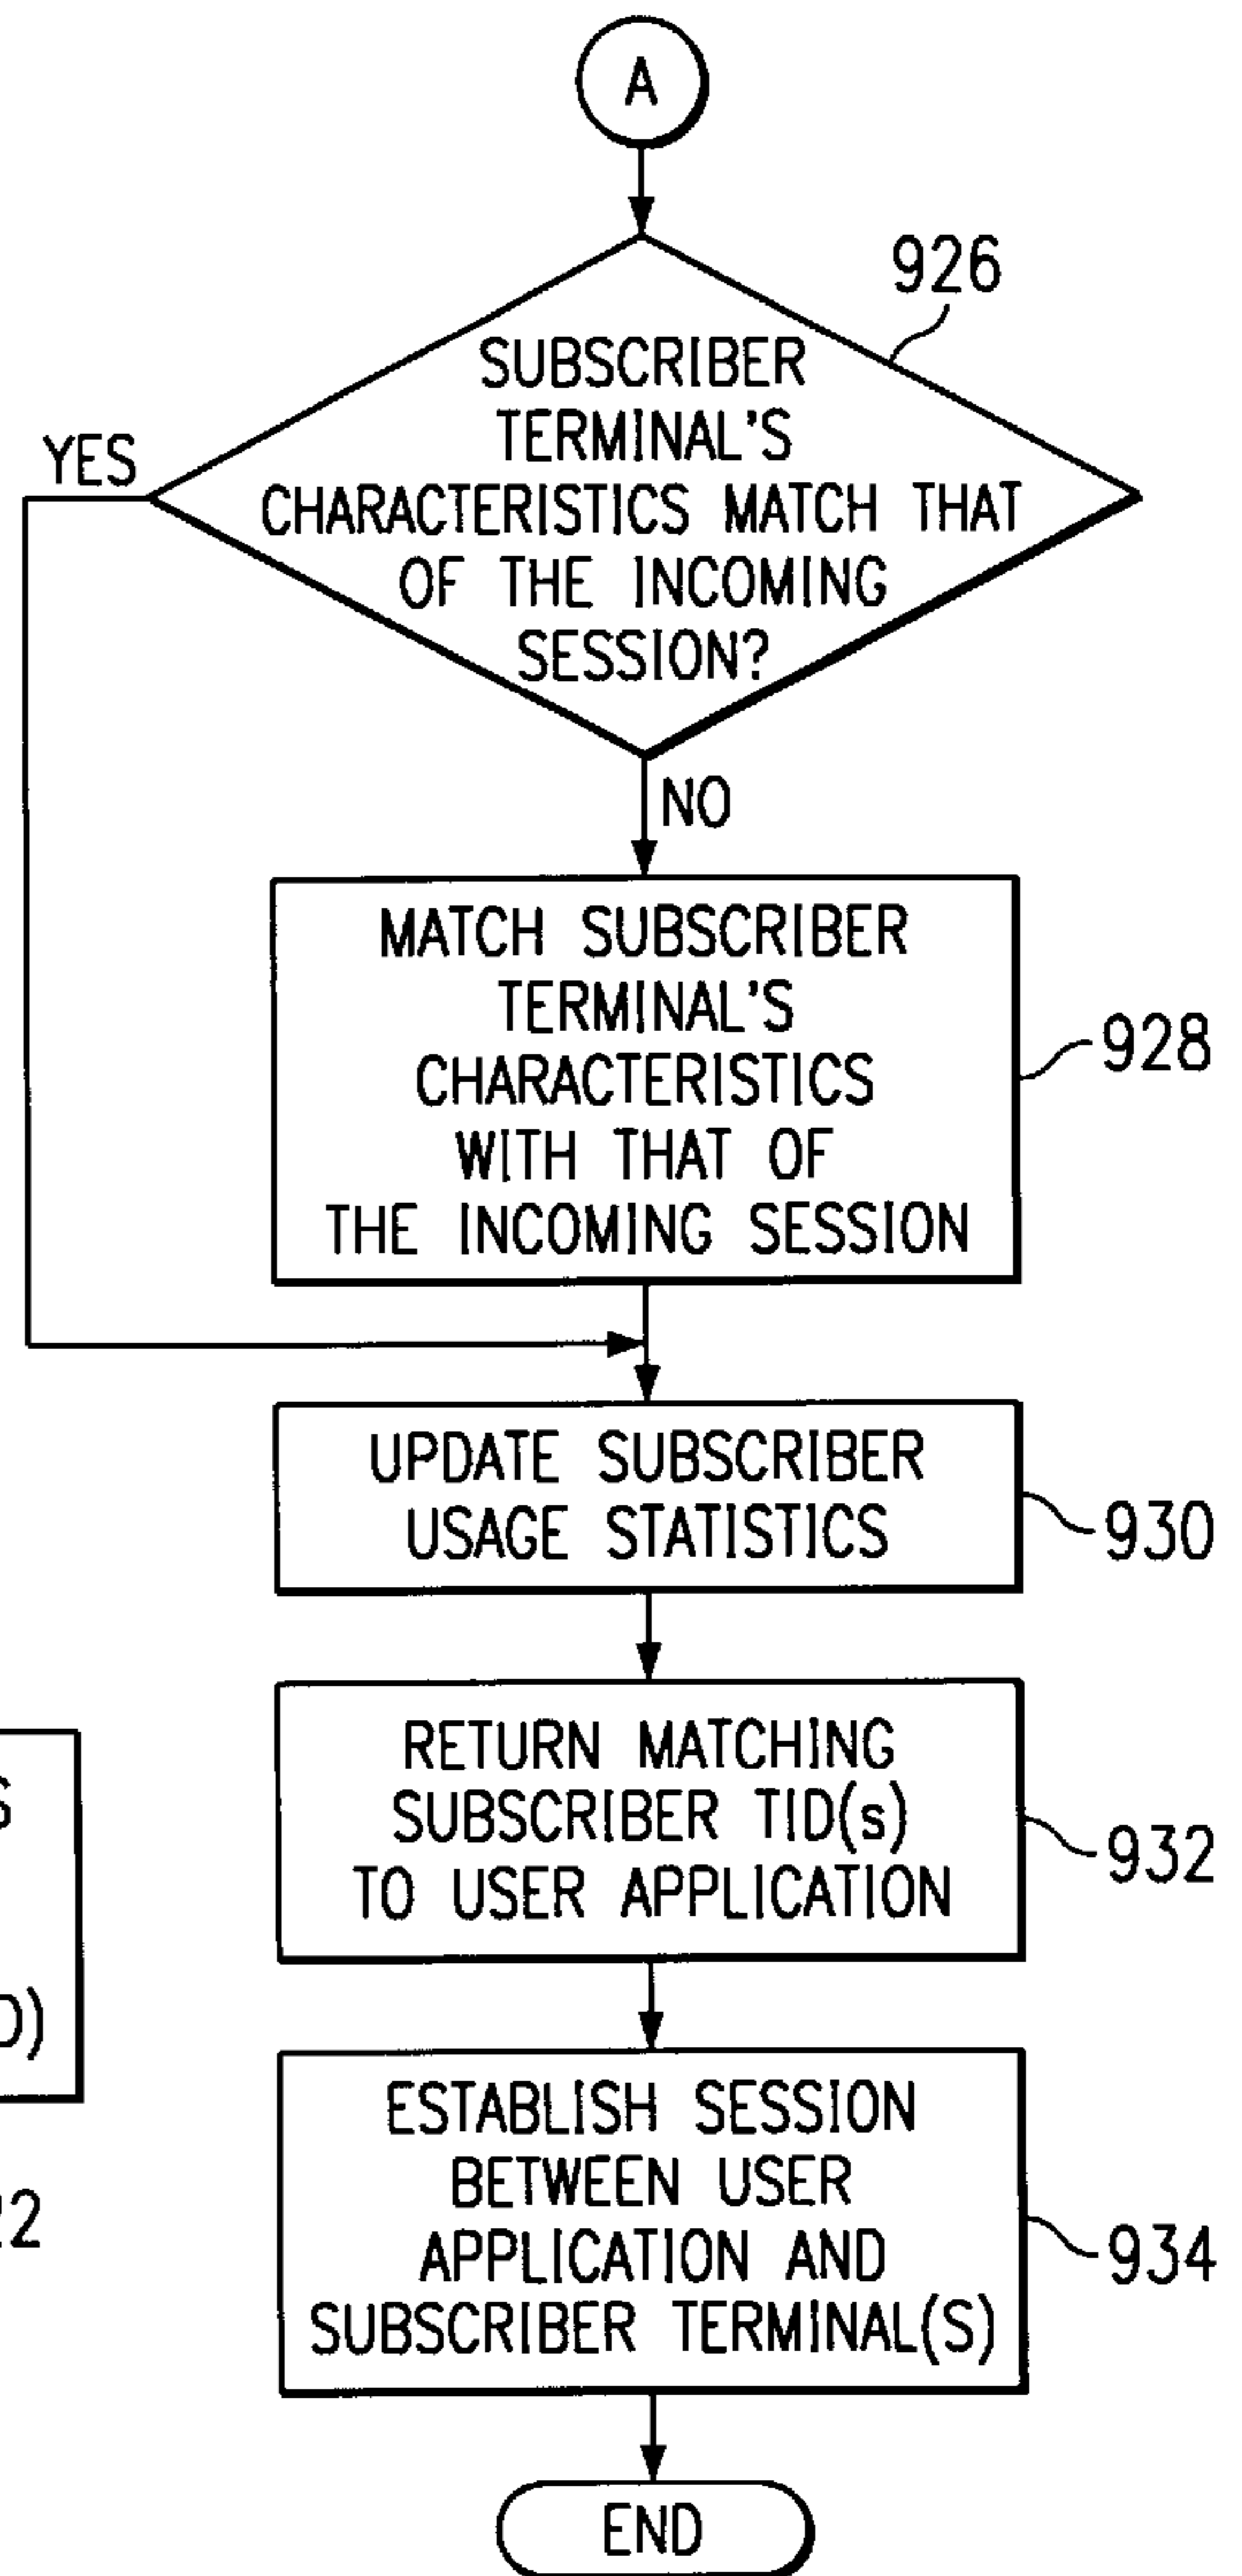 A
926
SUBSCRIBER
TERMINAL'S
CHARACTERISTICS MATCH THAT
OF THE INCOMING
SESSION?
YES
NO
MATCH SUBSCRIBER
TERMINAL'S
CHARACTERISTICS
WITH THAT OF
THE INCOMING SESSION
928
UPDATE SUBSCRIBER
USAGE STATISTICS
930
RETURN MATCHING
SUBSCRIBER TID(s)
TO USER APPLICATION
932
ESTABLISH SESSION
BETWEEN USER
APPLICATION AND
SUBSCRIBER TERMINAL(S)
934
END